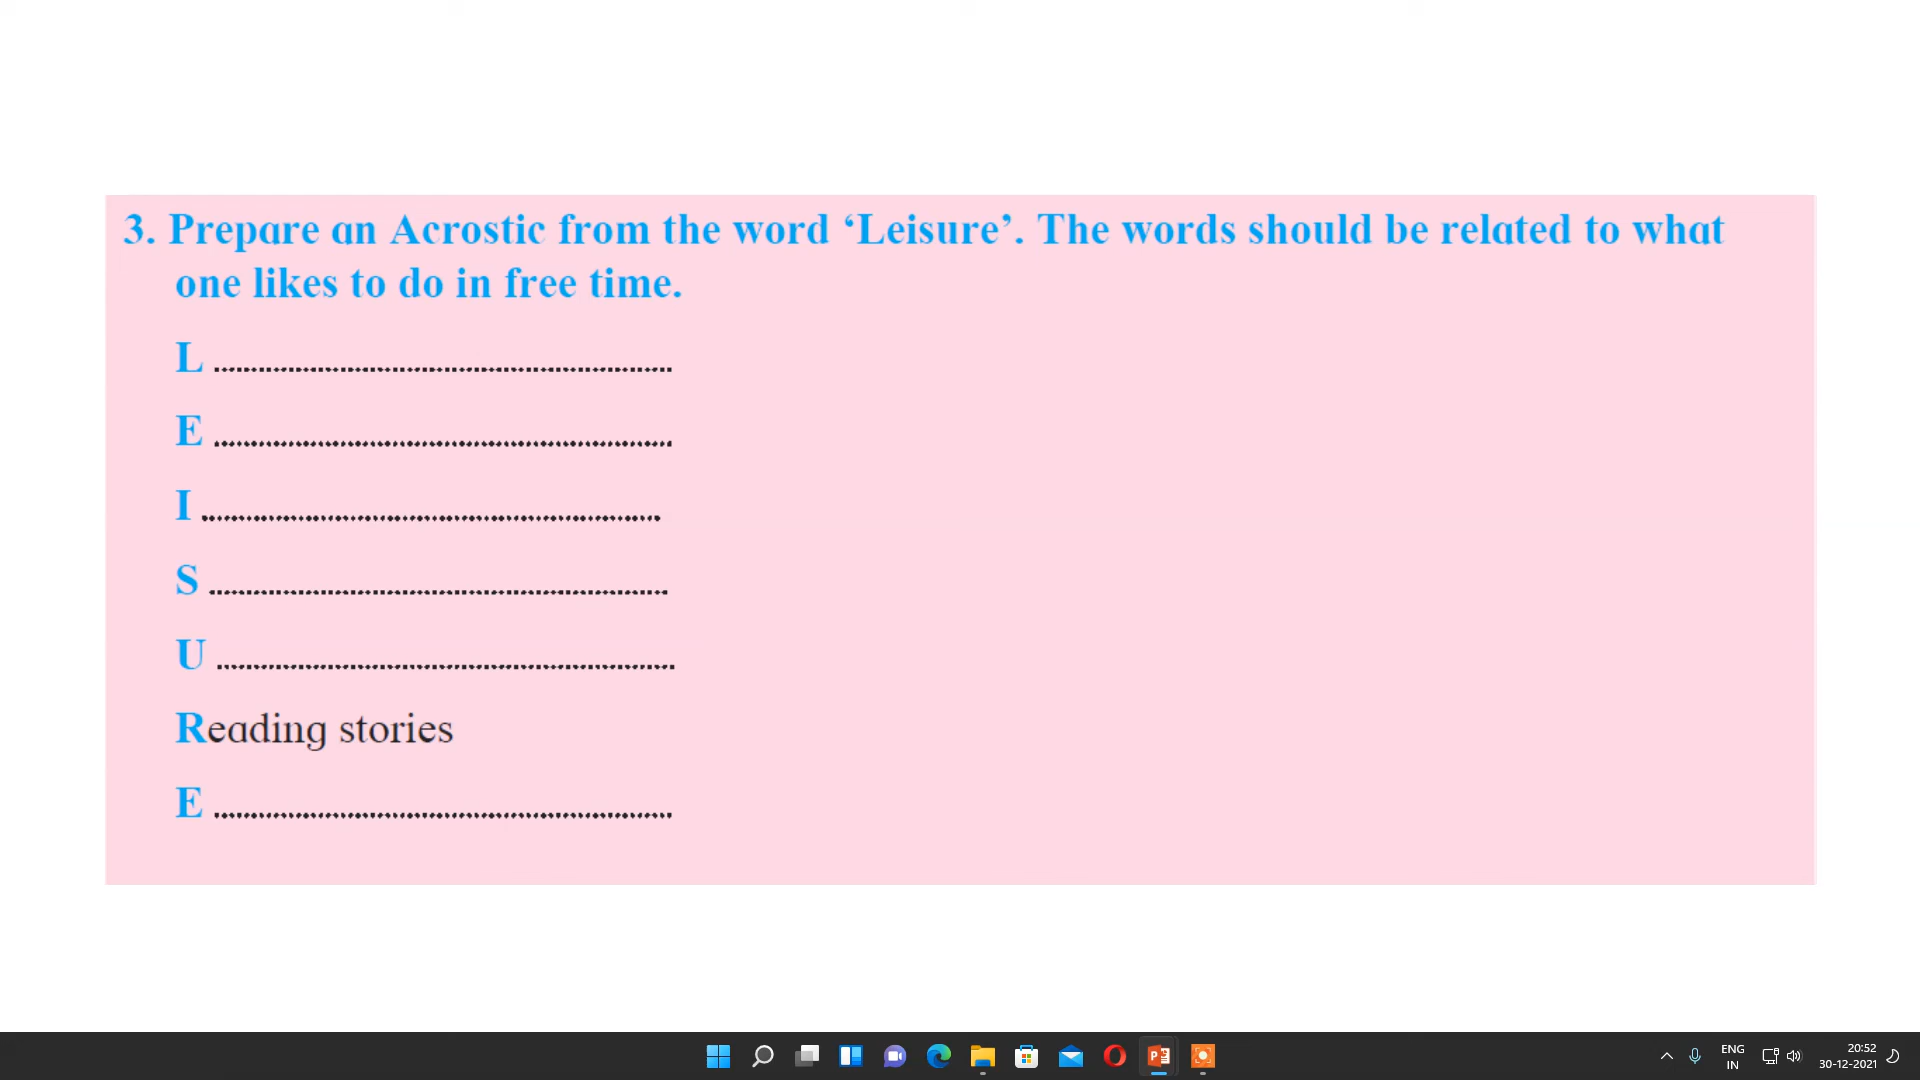 3. Prepare an Acrostic from the word ‘Leisure’. The words should be related to what
one likes to do in free time.
L ..............................................................
E ..............................................................
I ..............................................................
S ..............................................................
U ..............................................................
Reading stories
E ..............................................................
ENG
IN
20:52
30-12-2021